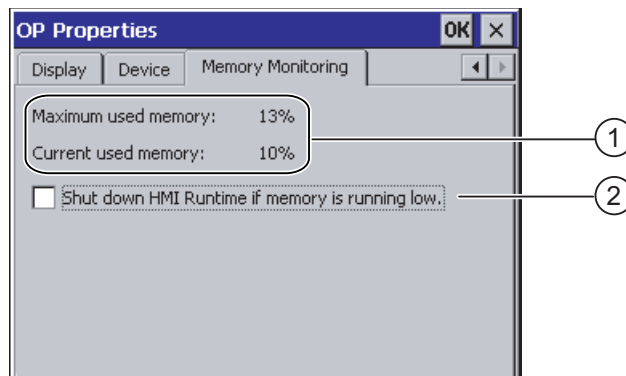 OP Properties OK ×
Display Device Memory Monitoring
Maximum used memory: 13%
Current used memory: 10%
Shut down HMI Runtime if memory is running low.
1
2